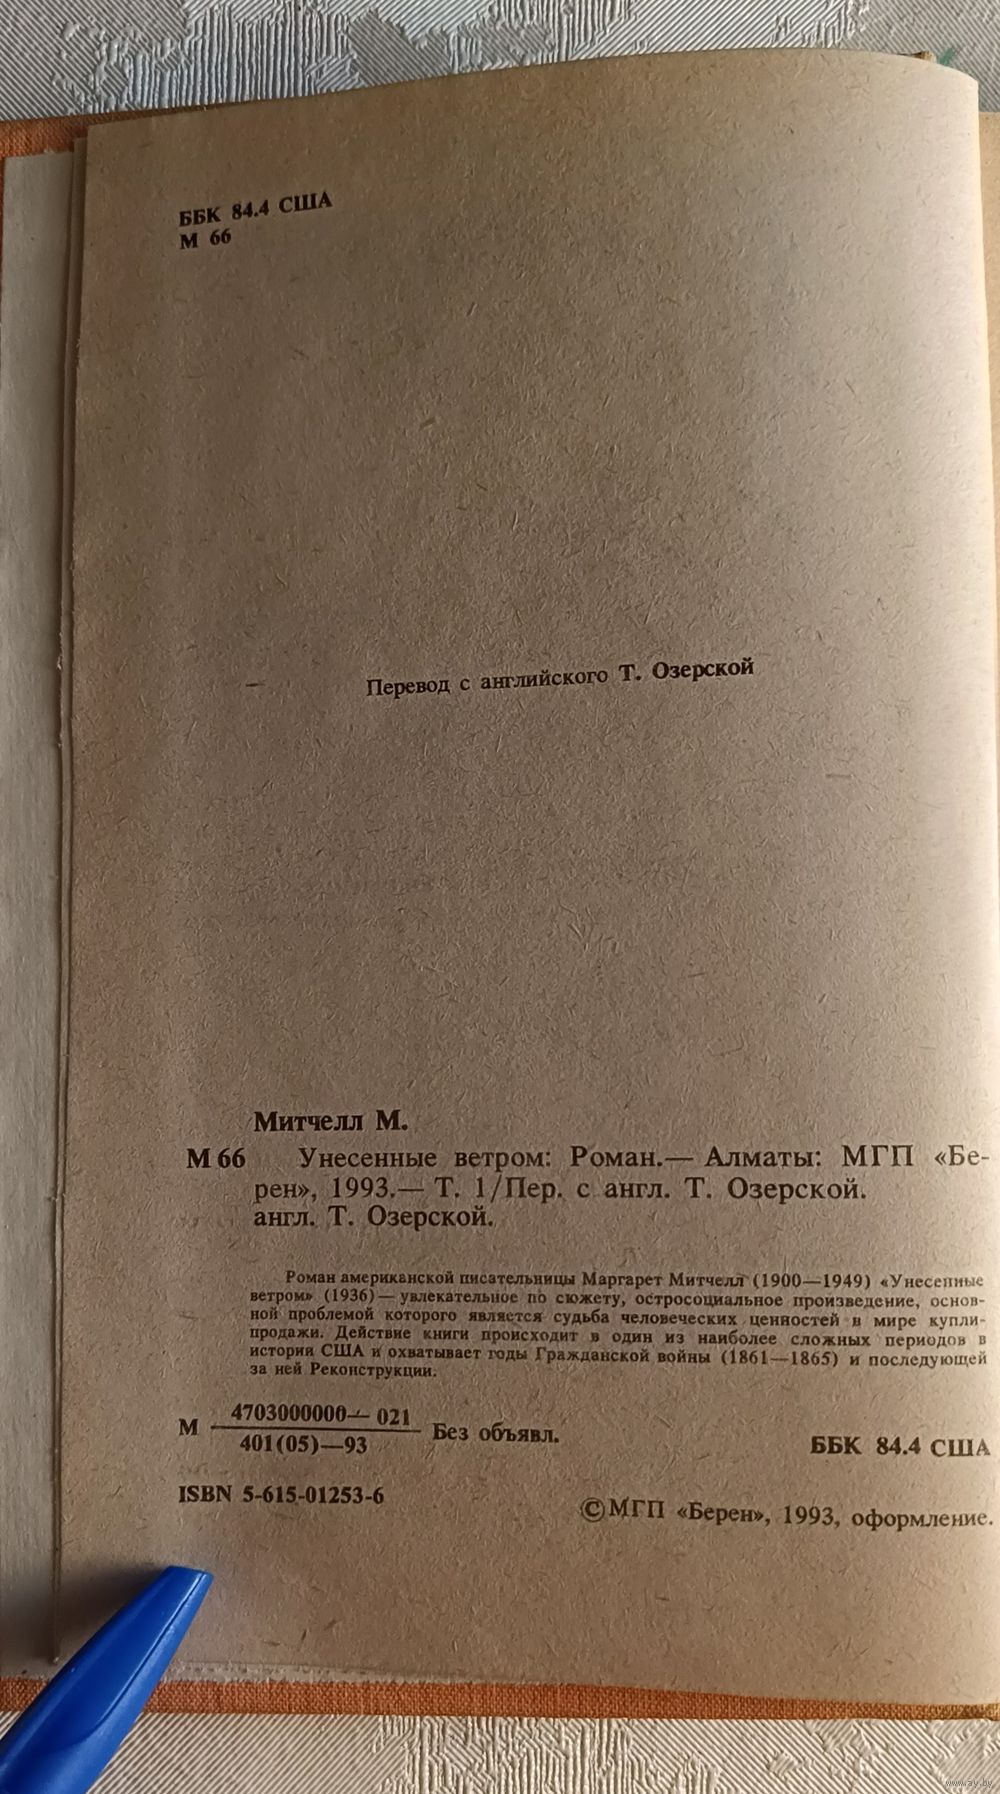 ББК 84.4 США
М 66
Перевод с английского Т. Озерской
Митчелл М.
М 66 Унесенные ветром: Роман.— Алматы: МГП «Бе-
рен», 1993.— Т. 1/Пер. с англ. Т. Озерской.
англ. Т. Озерской.
Роман американской писательницы Маргарет Митчелл (1900—1949) «Унесенные
ветром» (1936)— увлекательное по сюжету, остросоциальное произведение, основ-
ной проблемой которого является судьба человеческих ценностей в мире купли-
продажи. Действие книги происходит в один из наиболее сложных периодов в
истории США и охватывает годы Гражданской войны (1861—1865) и последующей
за ней Реконструкции.
М 4703000000— 021
401(05)—93 Без объявл.
ББК 84.4 США
ISBN 5-615-01253-6
© МГП «Берен», 1993, оформление.
www.ay.by